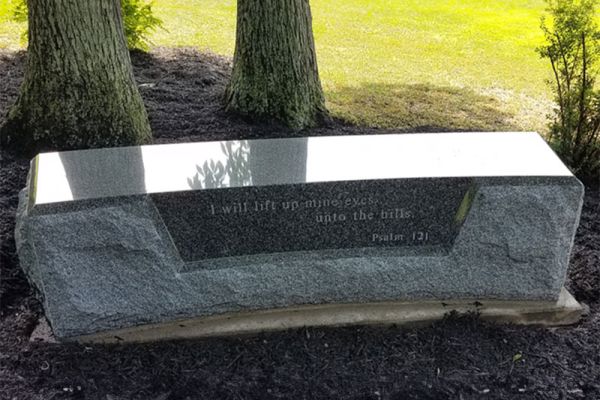 I will lift up mine eyes,
unto the hills.
Psalm 121